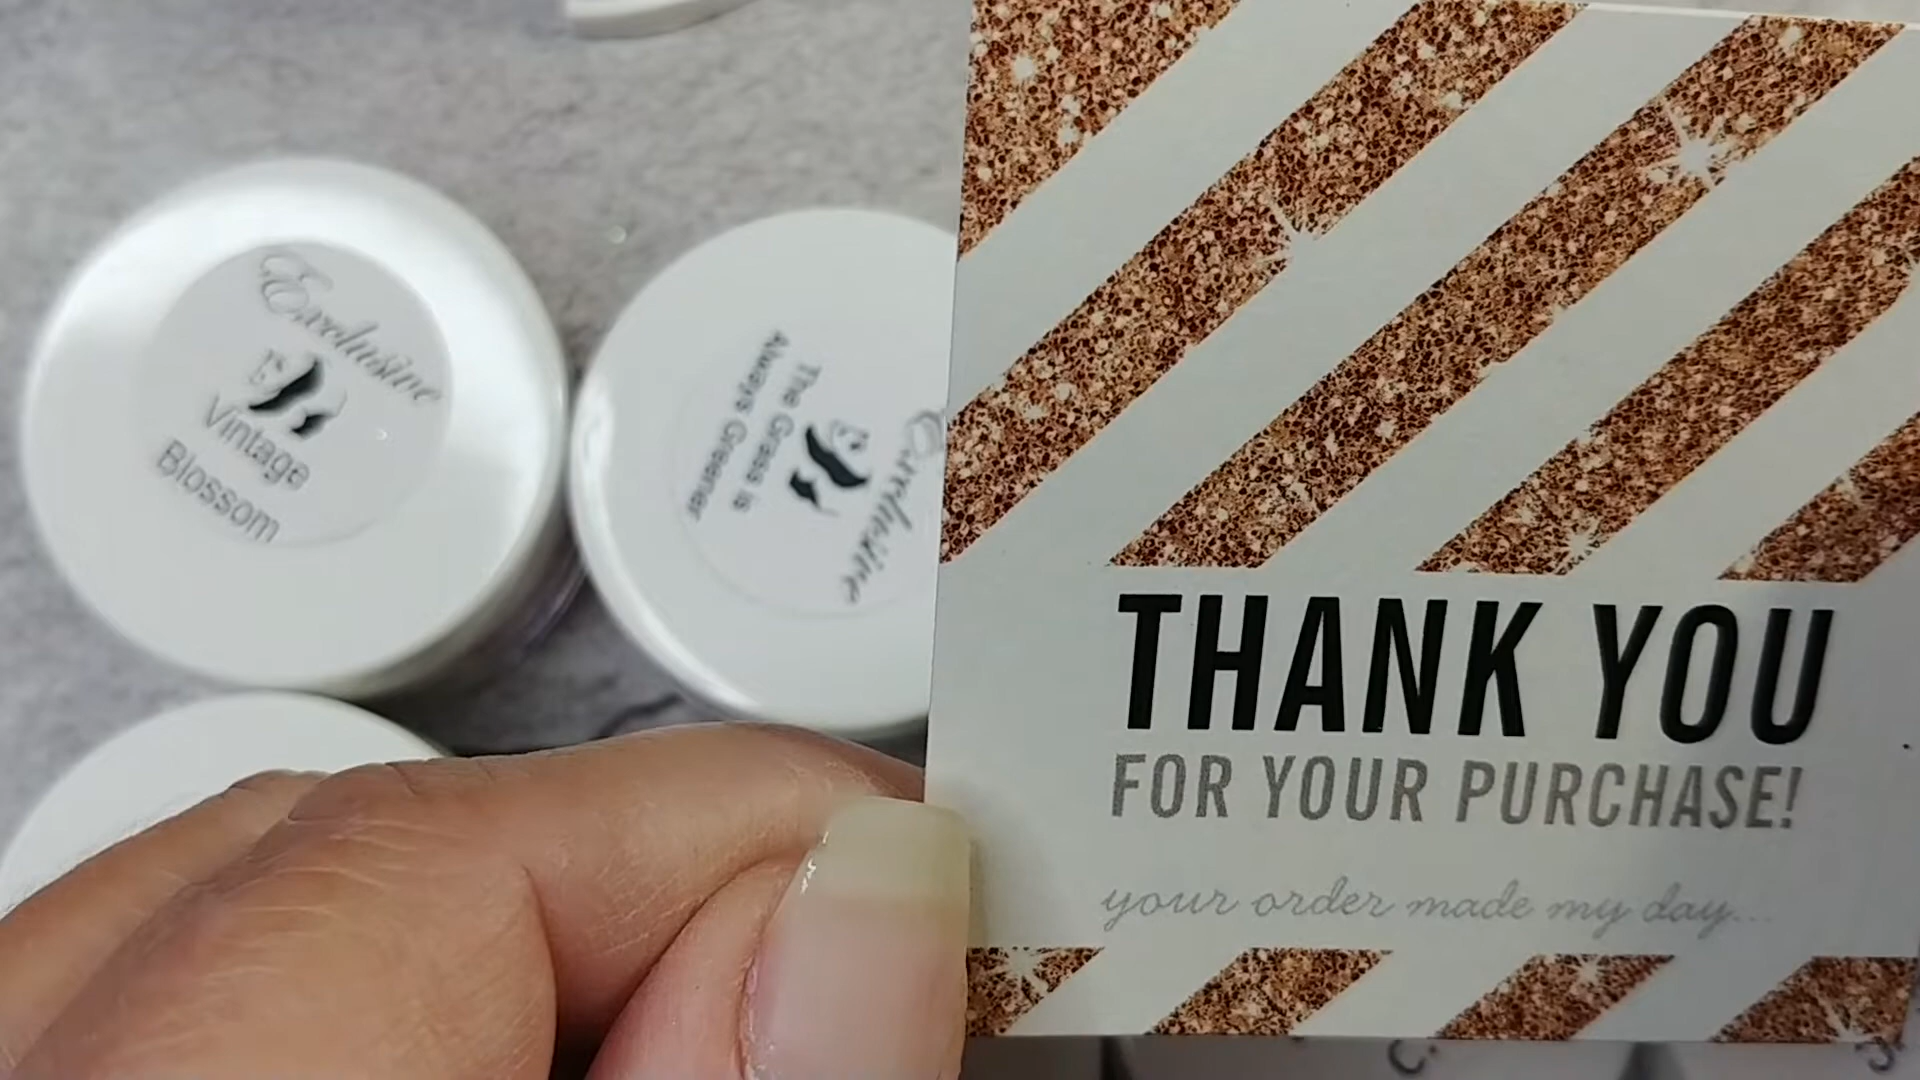 Exclusive
Vintage
Blossom
Exclusive
The Grass is
Always Greener
THANK YOU
FOR YOUR PURCHASE!
your order made my day...